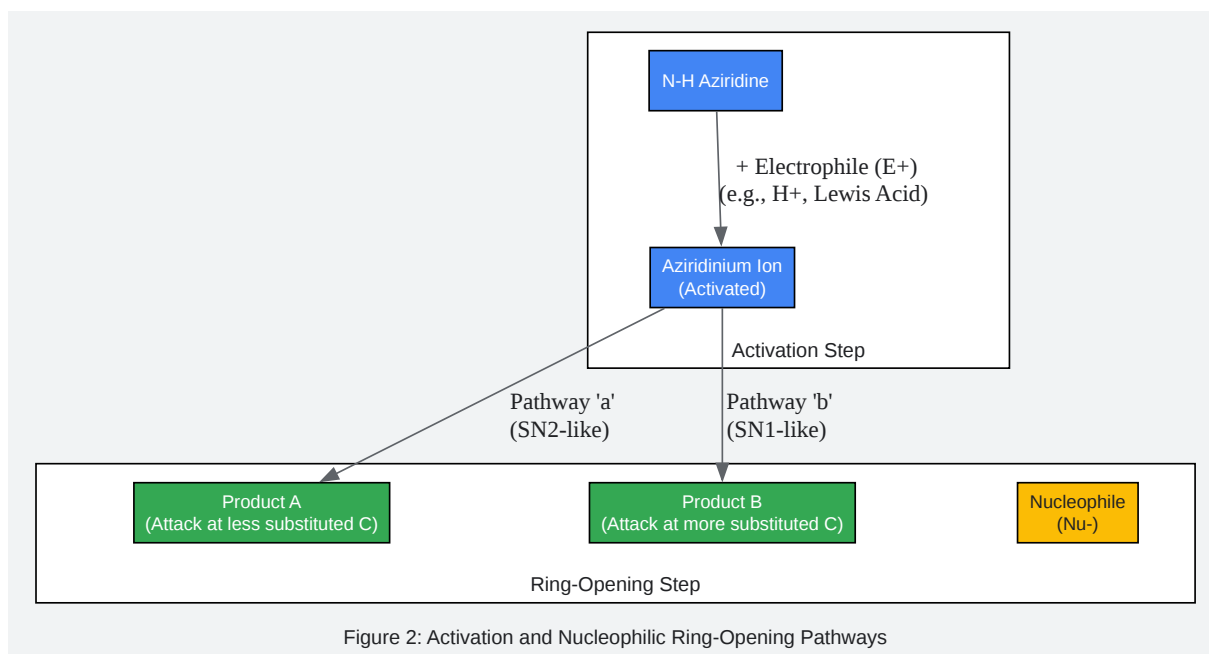 N-H Aziridine
+ Electrophile (E+)
(e.g., H+, Lewis Acid)
Aziridinium Ion
(Activated)
Activation Step
Pathway 'a'
(SN2-like)
Pathway 'b'
(SN1-like)
Product A
(Attack at less substituted C)
Product B
(Attack at more substituted C)
Nucleophile
(Nu-)
Ring-Opening Step
Figure 2: Activation and Nucleophilic Ring-Opening Pathways